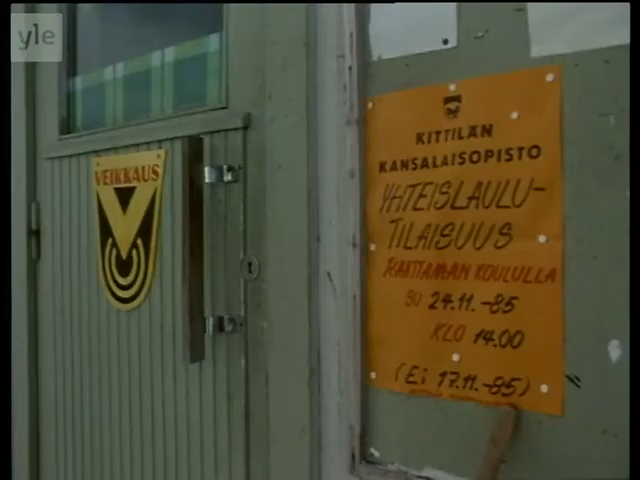 yle
VEIKKAUS
KITTILÄN
KANSALAISOPISTO
YHTEISLAULU-
TILAISUUS
RAATTAMAN KOULULLA
SU 24.11.-85
KLO 14.00
(Ei 17.11.-85)